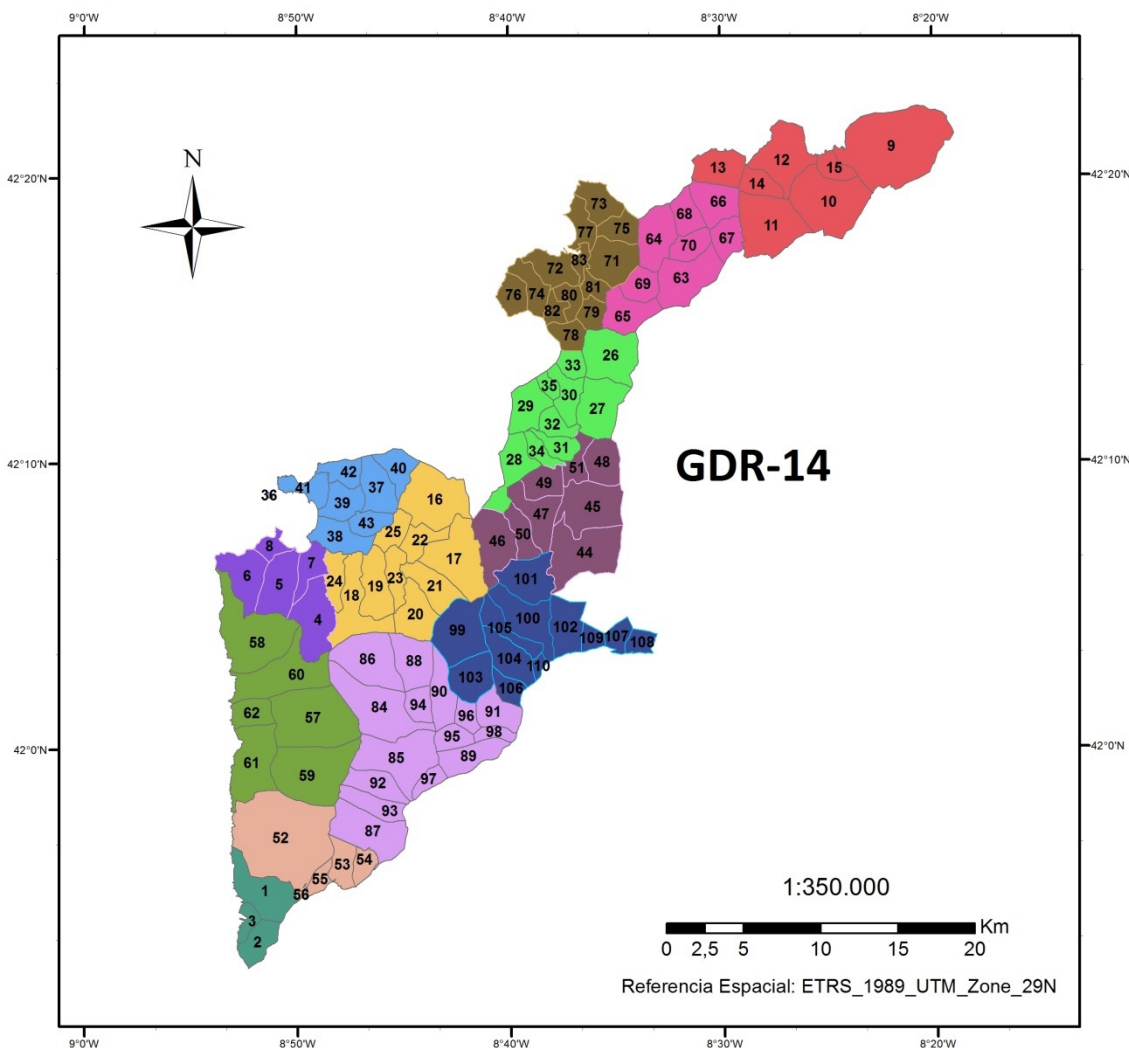 9°0'W 8°50'W 8°40'W 8°30'W 8°20'W
N
42°20'N 42°20'N
9
12
13 15
14
10
66
73 68 11
77 75 64 67
70
83 71
72
69 63
76 74 80 81
82 79 65
78
26
33
35
30
29 27
32
42°10'N 42°10'N
34 31
28 51 48
GDR-14
42 40
37 49
36 41
16 45
39 47
43
38 25 50
46 44
22
8 17
7 101
6 24 23
5 19 21
18
4 20 100
99 105 102
109 107 108
58
86 88 104 110
60 103 106
90
94 91
62 57 84 96
98
95
42°0'N 42°0'N
61 85 89
59 97
92
93
52 87
54
53
55
1 56
3
2
1:350.000
Km
0 2,5 5 10 15 20
Referencia Espacial: ETRS_1989_UTM_Zone_29N
9°0'W 8°50'W 8°40'W 8°30'W 8°20'W